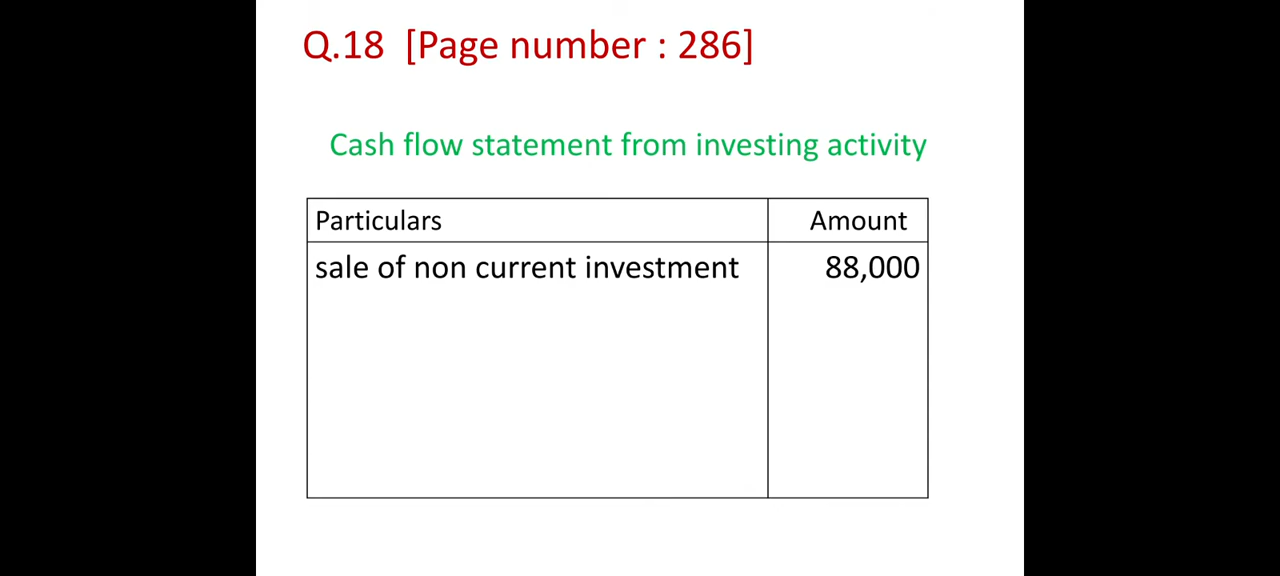 Q.18 [Page number : 286]
Cash flow statement from investing activity
Particulars Amount
sale of non current investment 88,000